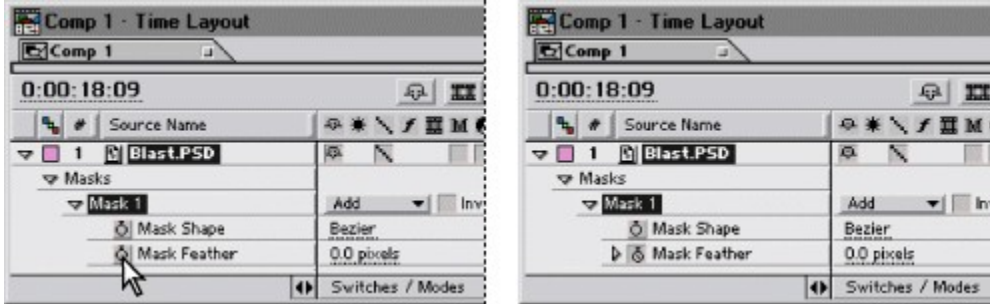 Comp 1 · Time Layout
Comp 1
0:00:18:09
# Source Name
1 Blast.PSD
Masks
Mask 1 Add Inv
Mask Shape Bezier
Mask Feather 0.0 pixels
Switches / Modes
Comp 1 · Time Layout
Comp 1
0:00:18:09
# Source Name
1 Blast.PSD
Masks
Mask 1 Add In
Mask Shape Bezier
Mask Feather 0.0 pixels
Switches / Modes